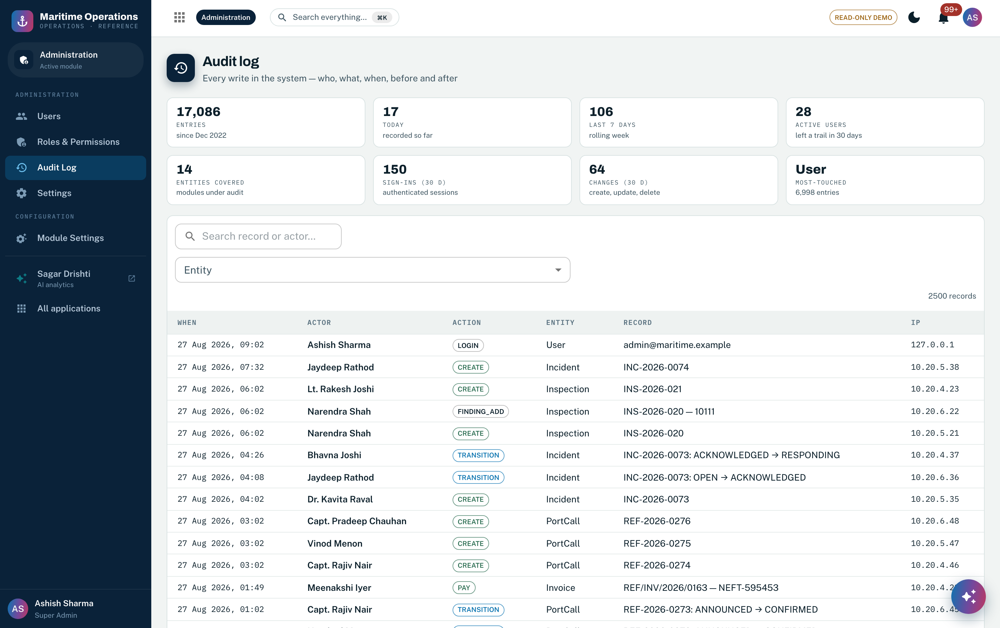 Maritime Operations
OPERATIONS · REFERENCE
Administration
Active module
ADMINISTRATION
Users
Roles & Permissions
Audit Log
Settings
CONFIGURATION
Module Settings
Sagar Drishti
AI analytics
All applications
Ashish Sharma
Super Admin
AS
Administration
Search everything... ⌘K
READ-ONLY DEMO
99+
AS
Audit log
Every write in the system — who, what, when, before and after
17,086
ENTRIES
since Dec 2022
17
TODAY
recorded so far
106
LAST 7 DAYS
rolling week
28
ACTIVE USERS
left a trail in 30 days
14
ENTITIES COVERED
modules under audit
150
SIGN-INS (30 D)
authenticated sessions
64
CHANGES (30 D)
create, update, delete
User
MOST-TOUCHED
6,998 entries
Search record or actor...
Entity
2500 records
WHEN ACTOR ACTION ENTITY RECORD IP
27 Aug 2026, 09:02 Ashish Sharma LOGIN User admin@maritime.example 127.0.0.1
27 Aug 2026, 07:32 Jaydeep Rathod CREATE Incident INC-2026-0074 10.20.5.38
27 Aug 2026, 06:02 Lt. Rakesh Joshi CREATE Inspection INS-2026-021 10.20.4.23
27 Aug 2026, 06:02 Narendra Shah FINDING_ADD Inspection INS-2026-020 — 10111 10.20.6.22
27 Aug 2026, 06:02 Narendra Shah CREATE Inspection INS-2026-020 10.20.5.21
27 Aug 2026, 04:26 Bhavna Joshi TRANSITION Incident INC-2026-0073: ACKNOWLEDGED → RESPONDING 10.20.4.37
27 Aug 2026, 04:08 Jaydeep Rathod TRANSITION Incident INC-2026-0073: OPEN → ACKNOWLEDGED 10.20.6.36
27 Aug 2026, 04:02 Dr. Kavita Raval CREATE Incident INC-2026-0073 10.20.5.35
27 Aug 2026, 03:02 Capt. Pradeep Chauhan CREATE PortCall REF-2026-0276 10.20.6.48
27 Aug 2026, 03:02 Vinod Menon CREATE PortCall REF-2026-0275 10.20.5.47
27 Aug 2026, 03:02 Capt. Rajiv Nair CREATE PortCall REF-2026-0274 10.20.4.46
27 Aug 2026, 01:49 Meenakshi Iyer PAY Invoice REF/INV/2026/0163 — NEFT-595453
27 Aug 2026, 01:02 Capt. Rajiv Nair TRANSITION PortCall REF-2026-0273: ANNOUNCED → CONFIRMED